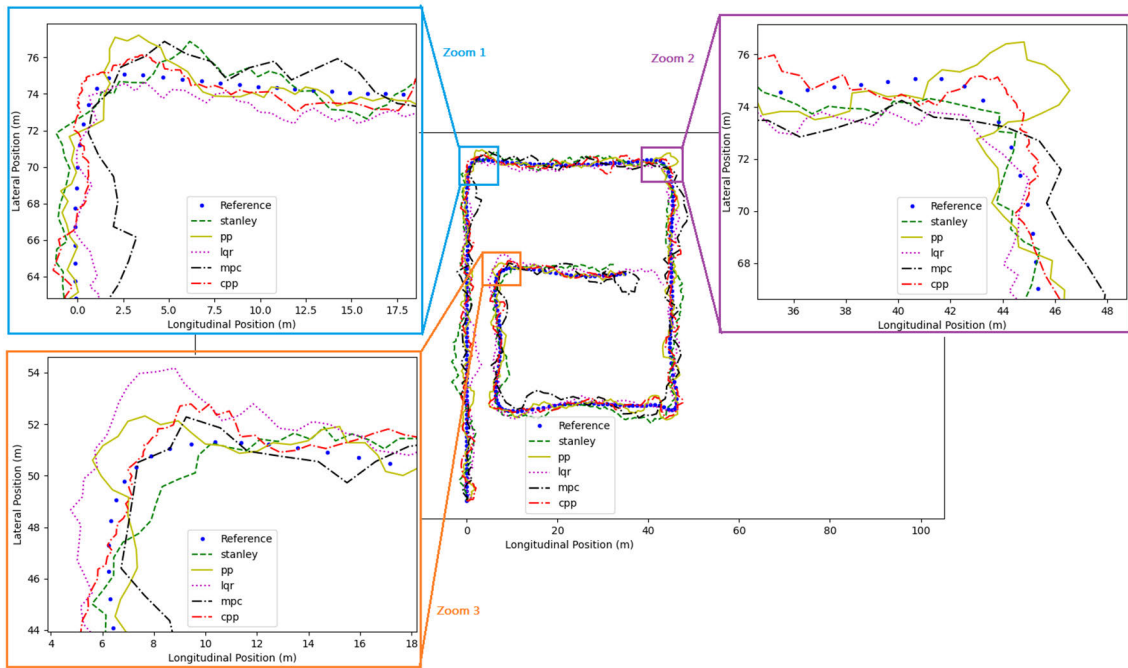 Zoom 1
76
74
72
70
68
66
64
Lateral Position (m)
Reference
stanley
pp
lqr
mpc
cpp
0.0 2.5 5.0 7.5 10.0 12.5 15.0 17.5
Longitudinal Position (m)
Zoom 2
76
74
72
70
68
Lateral Position (m)
Reference
stanley
pp
lqr
mpc
cpp
36 38 40 42 44 46 48
Longitudinal Position (m)
Reference
stanley
pp
lqr
mpc
cpp
0 20 40 60 80 100
Longitudinal Position (m)
Zoom 3
54
52
50
48
46
44
Lateral Position (m)
Reference
stanley
pp
lqr
mpc
cpp
4 6 8 10 12 14 16 18
Longitudinal Position (m)